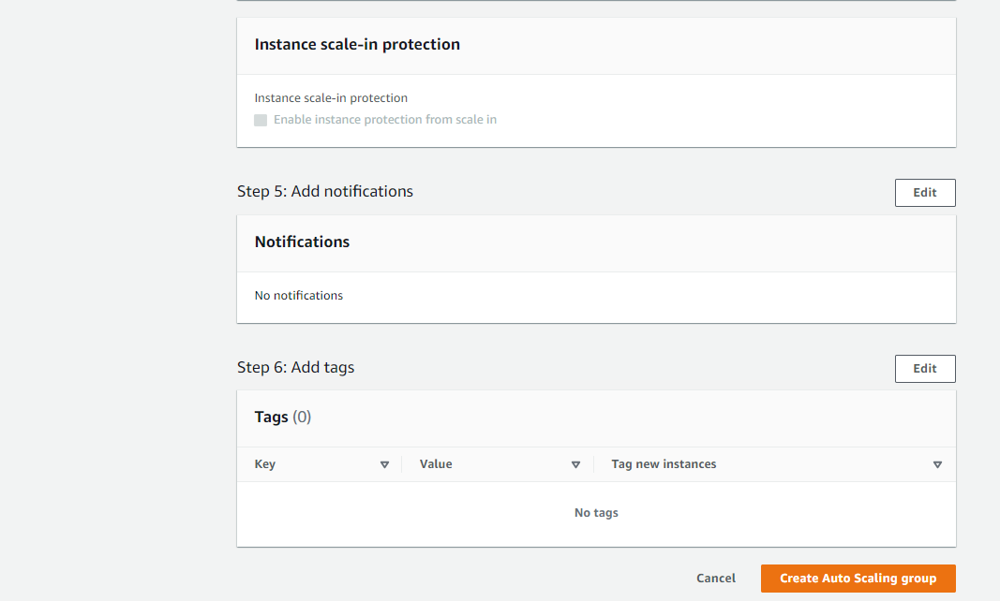 Instance scale-in protection
Instance scale-in protection
Enable instance protection from scale in
Step 5: Add notifications
Edit
Notifications
No notifications
Step 6: Add tags
Edit
Tags (0)
Key Value Tag new instances
No tags
Cancel Create Auto Scaling group